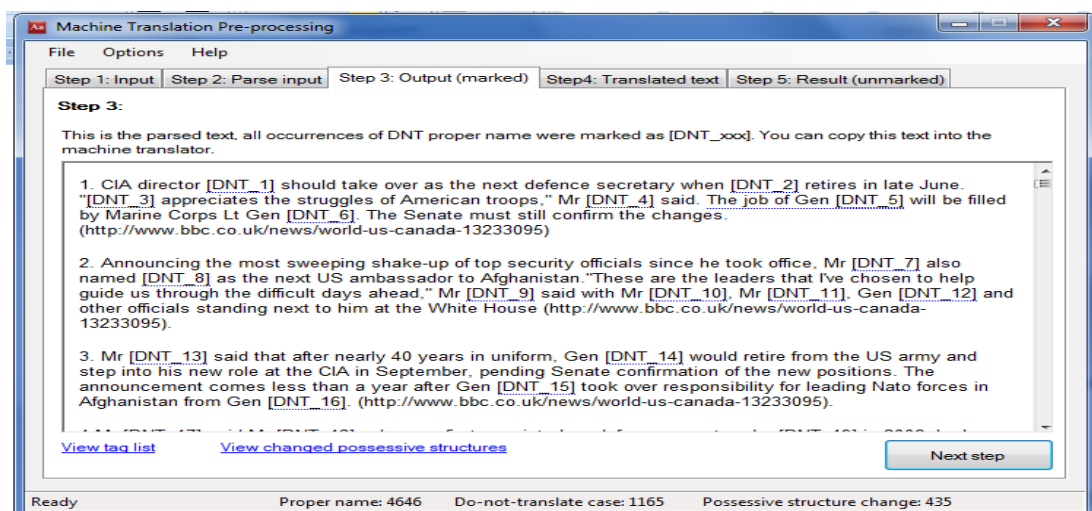 Machine Translation Pre-processing
File Options Help
Step 1: Input Step 2: Parse input Step 3: Output (marked) Step4: Translated text Step 5: Result (unmarked)
Step 3:
This is the parsed text, all occurrences of DNT proper name were marked as [DNT_xxx]. You can copy this text into the
machine translator.
1. CIA director [DNT_1] should take over as the next defence secretary when [DNT_2] retires in late June.
"[DNT_3] appreciates the struggles of American troops," Mr [DNT_4] said. The job of Gen [DNT_5] will be filled
by Marine Corps Lt Gen [DNT_6]. The Senate must still confirm the changes.
(http://www.bbc.co.uk/news/world-us-canada-13233095)
2. Announcing the most sweeping shake-up of top security officials since he took office, Mr [DNT_7] also
named [DNT_8] as the next US ambassador to Afghanistan."These are the leaders that I've chosen to help
guide us through the difficult days ahead," Mr [DNT_9] said with Mr [DNT_10], Mr [DNT_11], Gen [DNT_12] and
other officials standing next to him at the White House (http://www.bbc.co.uk/news/world-us-canada-
13233095).
3. Mr [DNT_13] said that after nearly 40 years in uniform, Gen [DNT_14] would retire from the US army and
step into his new role at the CIA in September, pending Senate confirmation of the new positions. The
announcement comes less than a year after Gen [DNT_15] took over responsibility for leading Nato forces in
Afghanistan from Gen [DNT_16]. (http://www.bbc.co.uk/news/world-us-canada-13233095).
View tag list View changed possessive structures
Next step
Ready Proper name: 4646 Do-not-translate case: 1165 Possessive structure change: 435